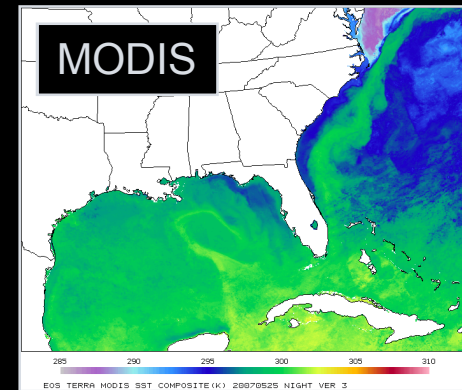 MODIS
285 290 295 300 305 310
EOS TERRA MODIS SST COMPOSITE(K) 20070525 NIGHT VER 3